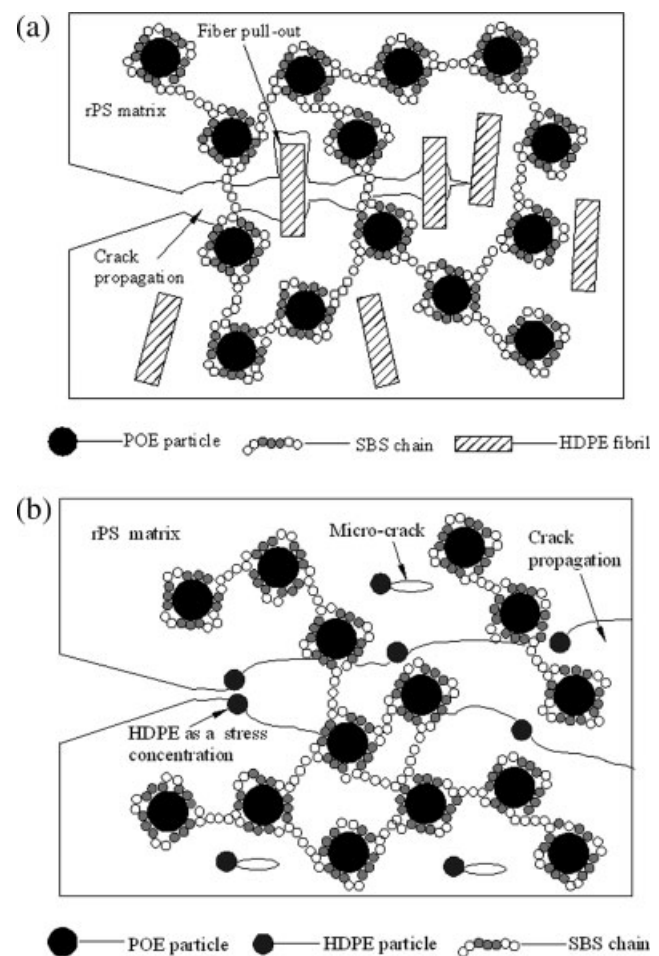 (a)
Fiber pull-out
rPS matrix
Crack
propagation
POE particle
SBS chain
HDPE fibril
(b)
rPS matrix
Micro-crack
Crack
propagation
HDPE as a stress
concentration
POE particle
HDPE particle
SBS chain